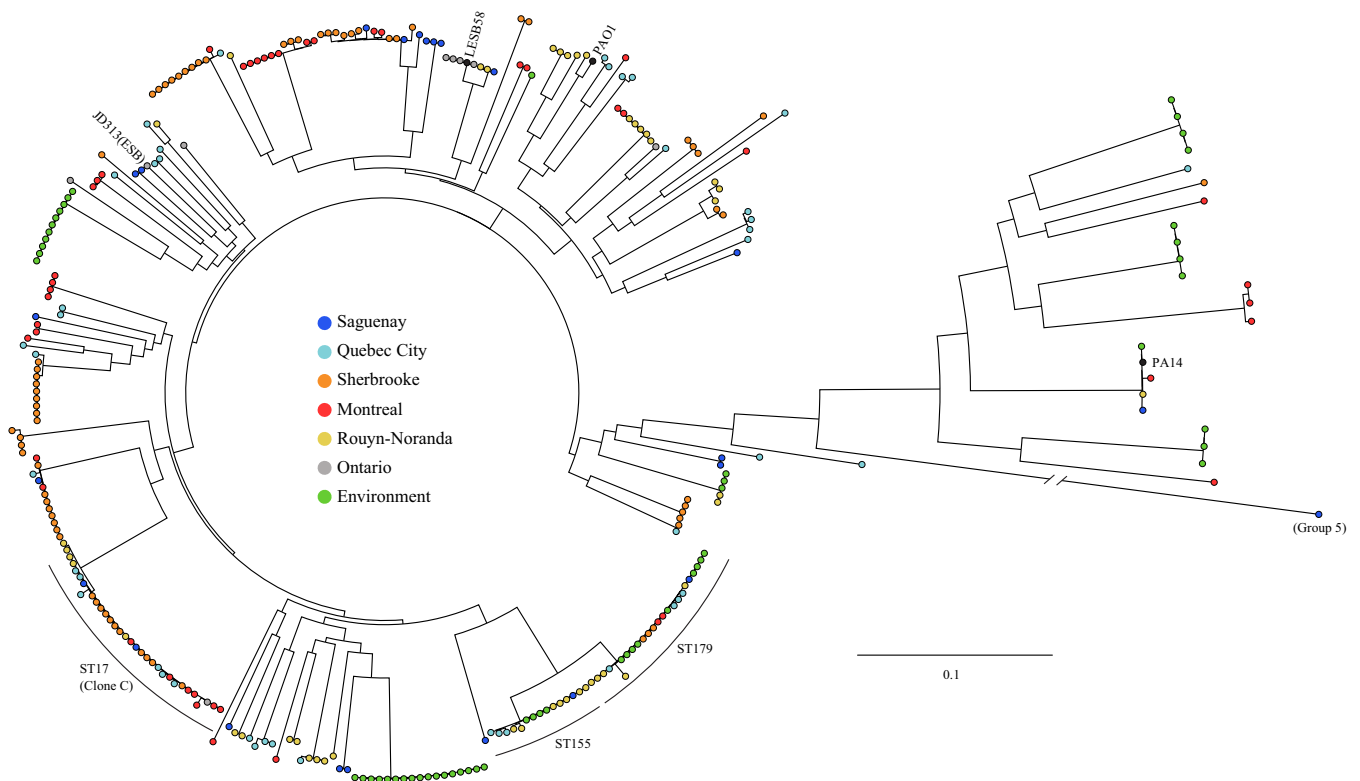 LESB58
PAO1
JD313(ESB)
Saguenay
Quebec City
Sherbrooke
Montreal
Rouyn-Noranda
Ontario
Environment
PA14
(Group 5)
ST179
ST17
(Clone C)
0.1
ST155